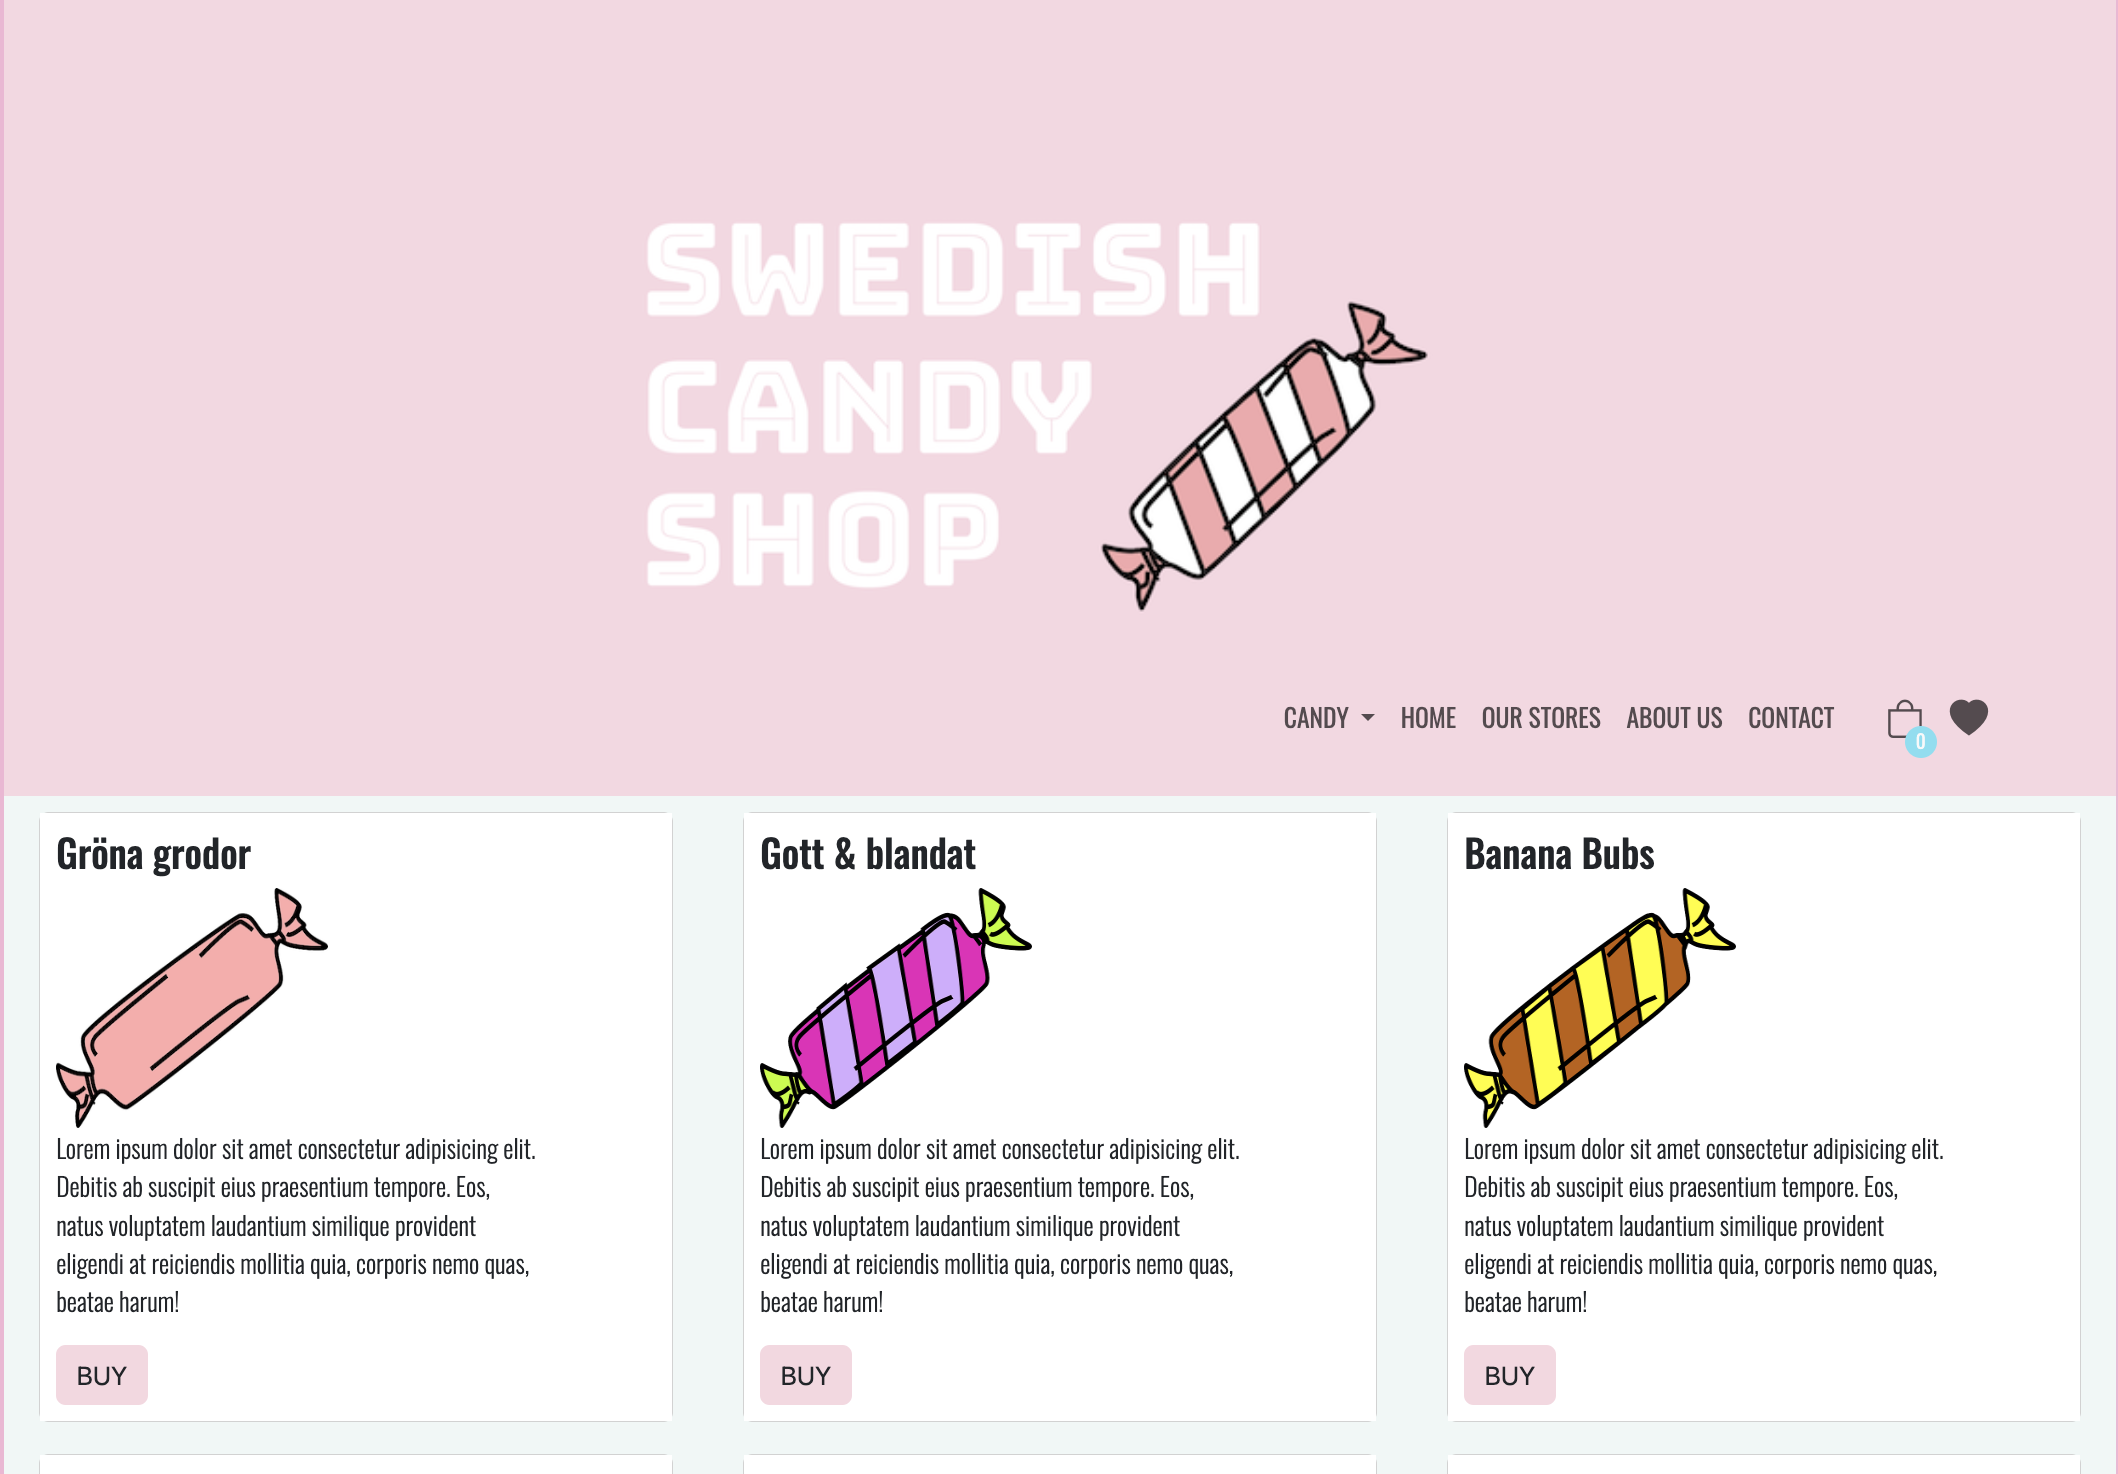 SWEDISH
CANDY
SHOP
CANDY HOME OUR STORES ABOUT US CONTACT 0
Gröna grodor
Lorem ipsum dolor sit amet consectetur adipisicing elit.
Debitis ab suscipit eius praesentium tempore. Eos,
natus voluptatem laudantium similique provident
eligendi at reiciendis mollitia quia, corporis nemo quas,
beatae harum!
BUY
Gott & blandat
Lorem ipsum dolor sit amet consectetur adipisicing elit.
Debitis ab suscipit eius praesentium tempore. Eos,
natus voluptatem laudantium similique provident
eligendi at reiciendis mollitia quia, corporis nemo quas,
beatae harum!
BUY
Banana Bubs
Lorem ipsum dolor sit amet consectetur adipisicing elit.
Debitis ab suscipit eius praesentium tempore. Eos,
natus voluptatem laudantium similique provident
eligendi at reiciendis mollitia quia, corporis nemo quas,
beatae harum!
BUY